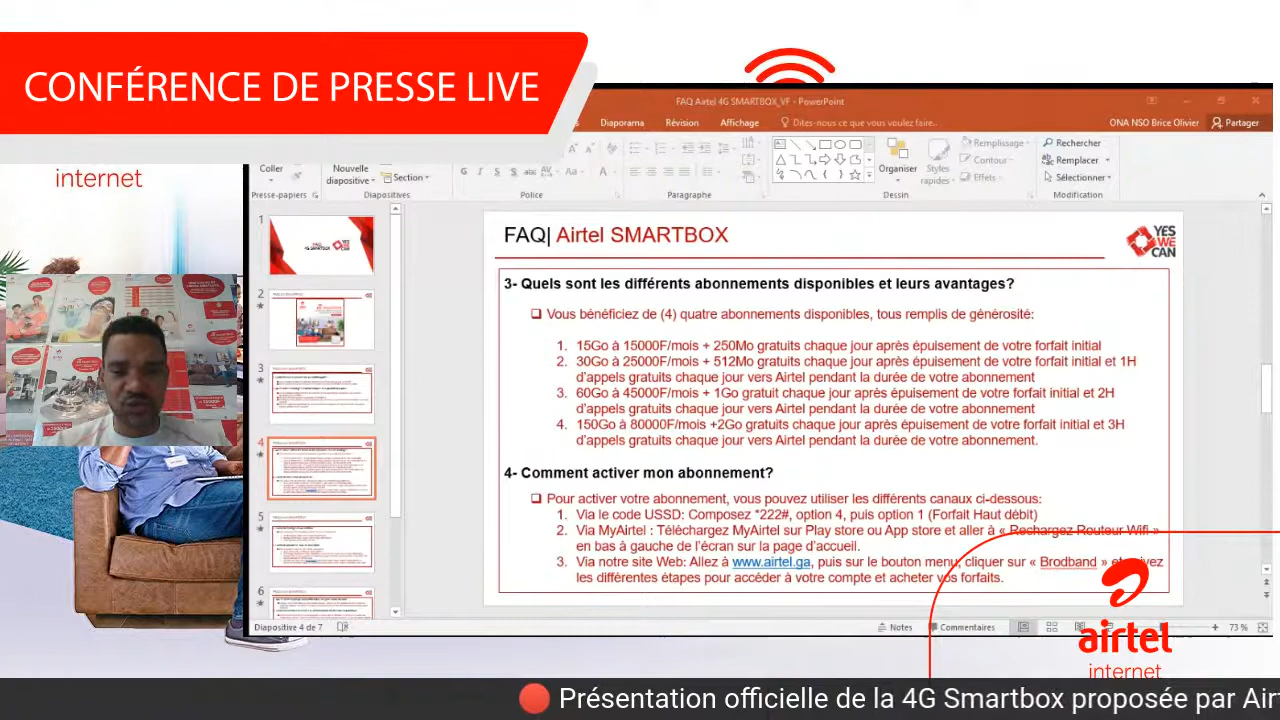 CONFÉRENCE DE PRESSE LIVE
internet
FAQ Airtel 4G SMARTBOX_VF - PowerPoint
Diaporama
Révision
Affichage
Dites-nous ce que vous voulez faire..
ONA NSO Brice Olivier
Partager
Coller
Nouvelle
diapositive
Section
Organiser
Styles
rapides
Remplissage
Contour
Effets
Rechercher
Remplacer
Sélectionner
Presse-papiers
Diapositives
Police
Paragraphe
Dessin
Modification
1
2
3
4
5
6
FAQ| Airtel SMARTBOX
YES
WE
CAN
3- Quels sont les différents abonnements disponibles et leurs avantages?
Vous bénéficiez de (4) quatre abonnements disponibles, tous remplis de générosité:
1. 15Go à 15000F/mois + 250Mo gratuits chaque jour après épuisement de votre forfait initial
2. 30Go à 25000F/mois + 512Mo gratuits chaque jour après épuisement de votre forfait initial et 1H
d'appels gratuits chaque jour vers Airtel pendant la durée de votre abonnement
3. 60Go à 45000F/mois + 1Go gratuit chaque jour après épuisement de votre forfait initial et 2H
d'appels gratuits chaque jour vers Airtel pendant la durée de votre abonnement
4. 150Go à 80000F/mois +2Go gratuits chaque jour après épuisement de votre forfait initial et 3H
d'appels gratuits chaque jour vers Airtel pendant la durée de votre abonnement.
4- Comment activer mon abonnement?
Pour activer votre abonement, vous pouvez utiliser les différents canaux ci-dessous:
1. Via le code USSD: Composez *222#, option 4, puis option 1 (Forfait Haut débit)
2. Via MyAirtel : Téléchargez MyAirtel sur Play store ou App store et aller à « Rechargez Routeur Wifi »
en bas à gauche de l'écran sur la page d'accueil.
3. Via notre site Web: Allez à www.airtel.ga, puis sur le bouton menu, cliquer sur « Brodband » et suivez
les différentes étapes pour accéder à votre compte et acheter vos forfaits.
Diapositive 4 de 7
Notes
Commentaires
73 %
airtel
internet
Présentation officielle de la 4G Smartbox proposée par Air